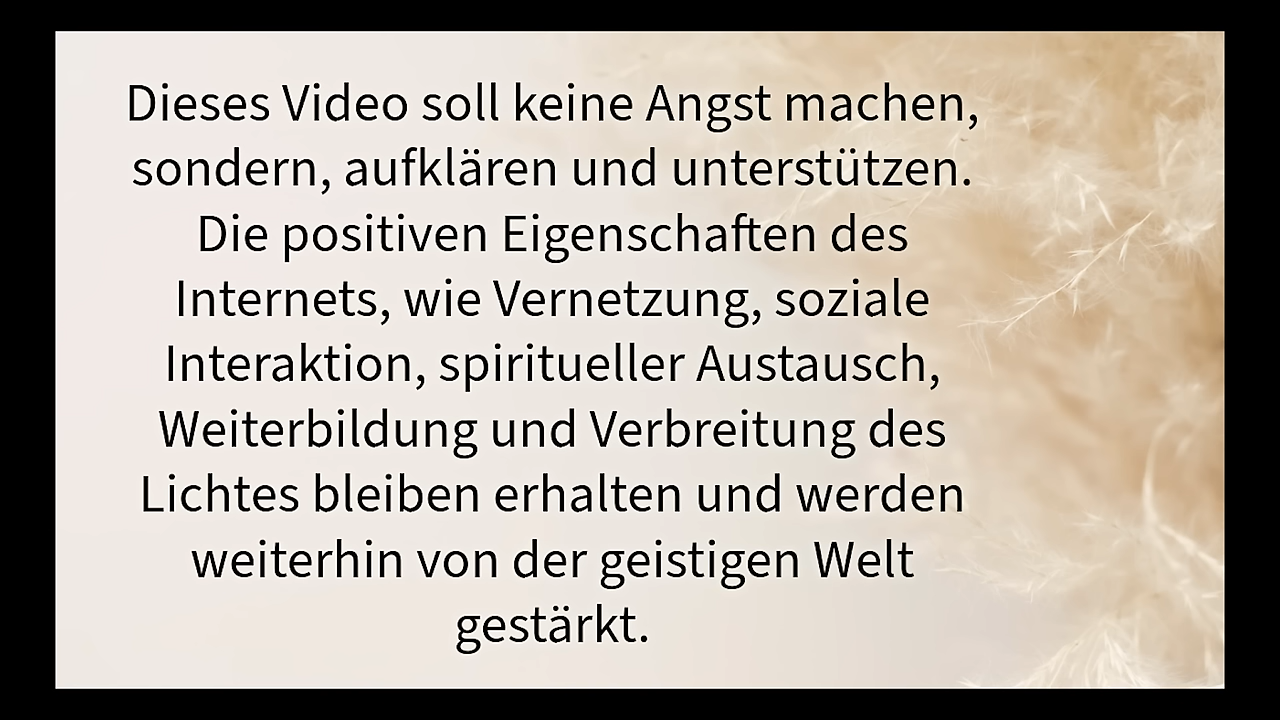 Dieses Video soll keine Angst machen,
sondern, aufklären und unterstützen.
Die positiven Eigenschaften des
Internets, wie Vernetzung, soziale
Interaktion, spiritueller Austausch,
Weiterbildung und Verbreitung des
Lichtes bleiben erhalten und werden
weiterhin von der geistigen Welt
gestärkt.